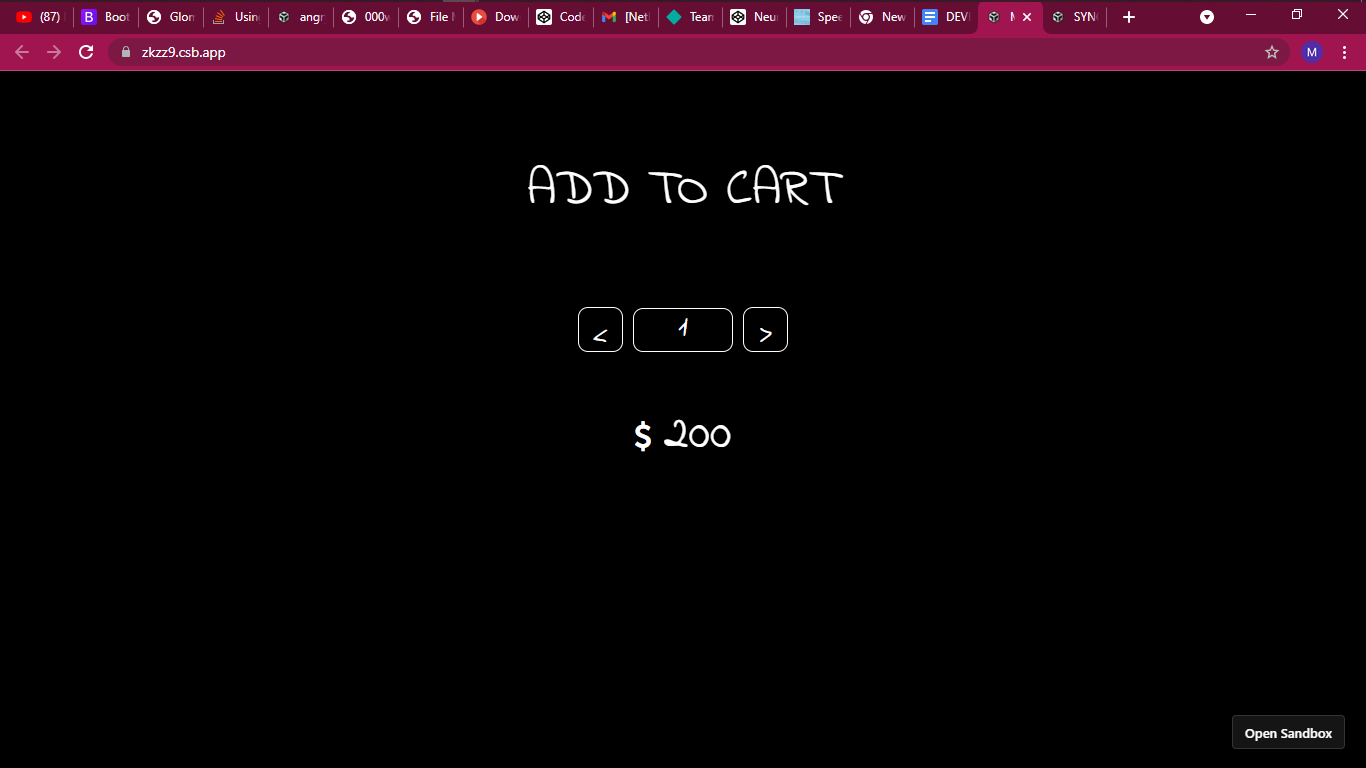 (87)
Boot
Glon
Usin
angr
000v
File
Dow
Code
[Net
Tean
Neu
Spee
New
DEV
SYN
zkzz9.csb.app
M
ADD TO CART
< 1 >
$ 200
Open Sandbox